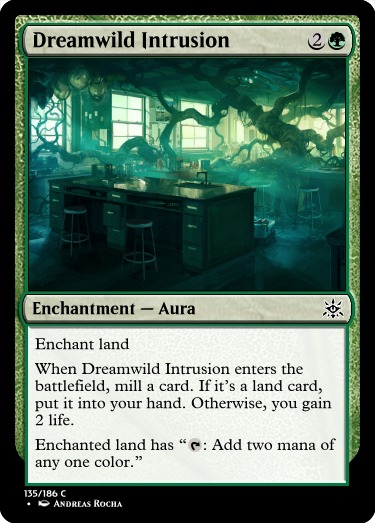 Dreamwild Intrusion 2
Enchantment — Aura
Enchant land
When Dreamwild Intrusion enters the
battlefield, mill a card. If it's a land card,
put it into your hand. Otherwise, you gain
2 life.
Enchanted land has “: Add two mana of
any one color.”
135/186 C
• Andreas Rocha